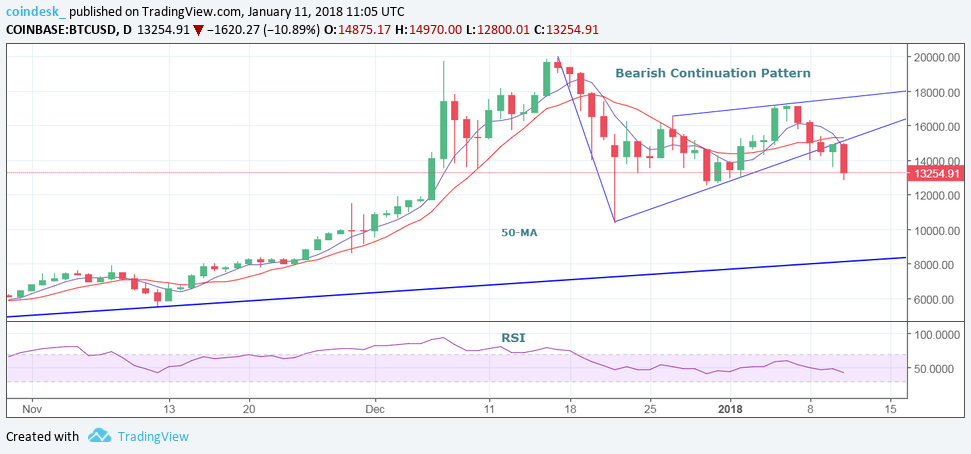 coindesk_ published on TradingView.com, January 11, 2018 11:05 UTC
COINBASE:BTCUSD, D 13254.91 ▼ −1620.27 (−10.89%) O:14875.17 H:14970.00 L:12800.01 C:13254.91
Bearish Continuation Pattern
20000.00
18000.00
16000.00
14000.00
13254.91
12000.00
50-MA
10000.00
8000.00
6000.00
RSI
100.0000
50.0000
Nov 13 20 Dec 11 18 25 2018 8 15
Created with TradingView